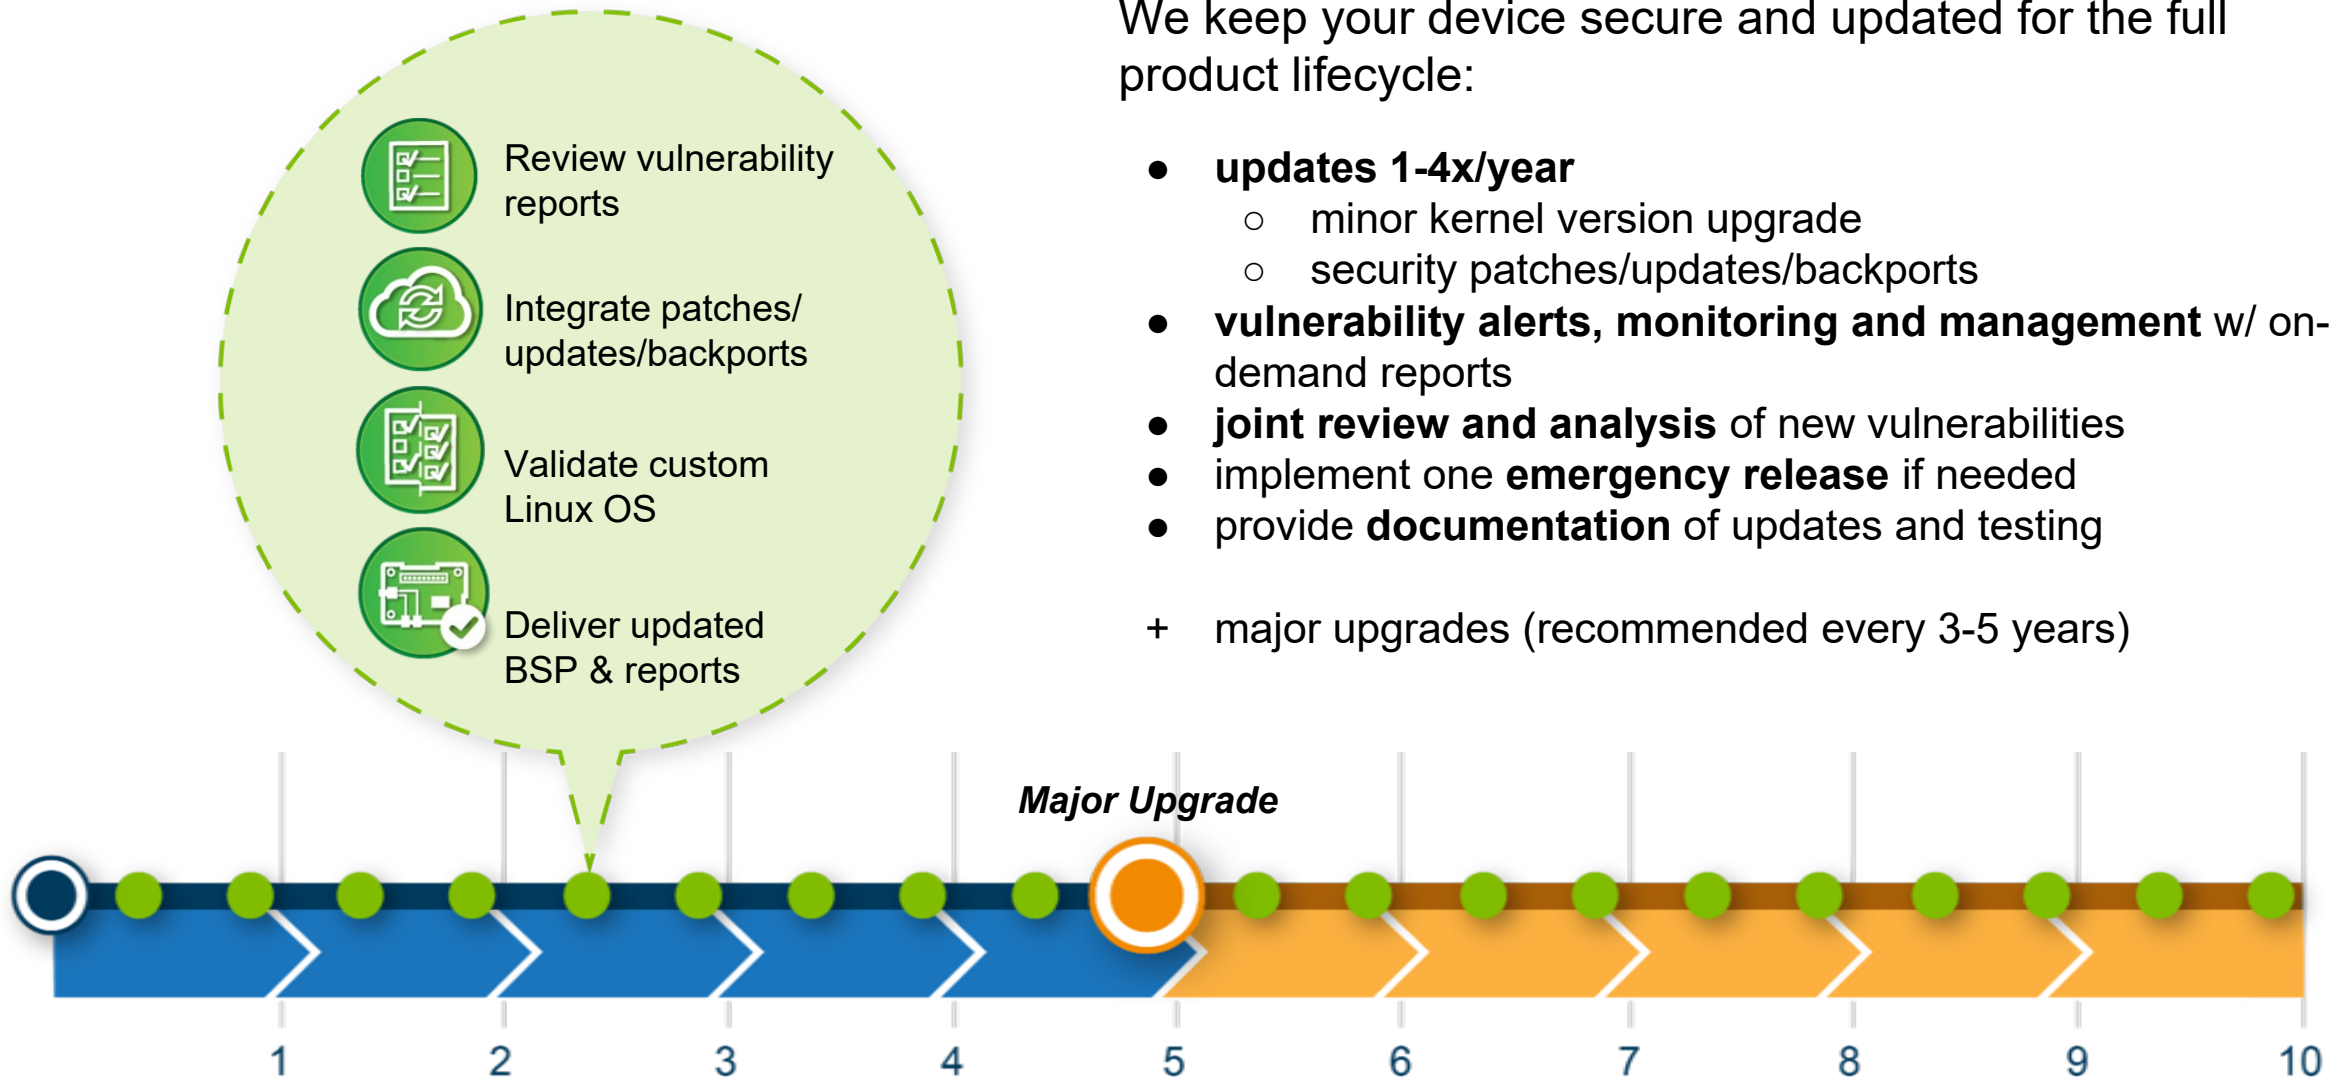 We keep your device secure and updated for the full
product lifecycle:
Review vulnerability
reports
Integrate patches/
updates/backports
Validate custom
Linux OS
Deliver updated
BSP & reports
● updates 1-4x/year
○ minor kernel version upgrade
○ security patches/updates/backports
● vulnerability alerts, monitoring and management w/ on-
demand reports
● joint review and analysis of new vulnerabilities
● implement one emergency release if needed
● provide documentation of updates and testing
+ major upgrades (recommended every 3-5 years)
Major Upgrade
1 2 3 4 5 6 7 8 9 10